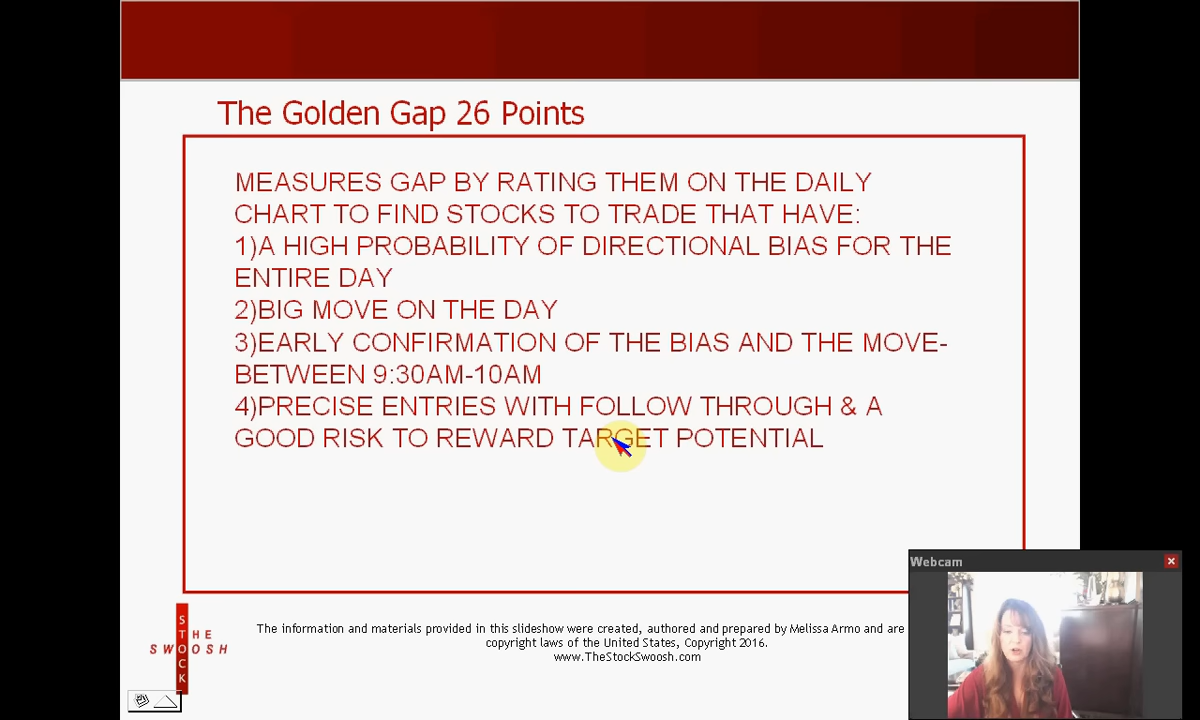 The Golden Gap 26 Points
MEASURES GAP BY RATING THEM ON THE DAILY
CHART TO FIND STOCKS TO TRADE THAT HAVE:
1)A HIGH PROBABILITY OF DIRECTIONAL BIAS FOR THE
ENTIRE DAY
2)BIG MOVE ON THE DAY
3)EARLY CONFIRMATION OF THE BIAS AND THE MOVE-
BETWEEN 9:30AM-10AM
4)PRECISE ENTRIES WITH FOLLOW THROUGH & A
GOOD RISK TO REWARD TARGET POTENTIAL
Webcam
THE
STOCK
SWOOSH
The information and materials provided in this slideshow were created, authored and prepared by Melissa Armo and are
copyright laws of the United States, Copyright 2016.
www.TheStockSwoosh.com